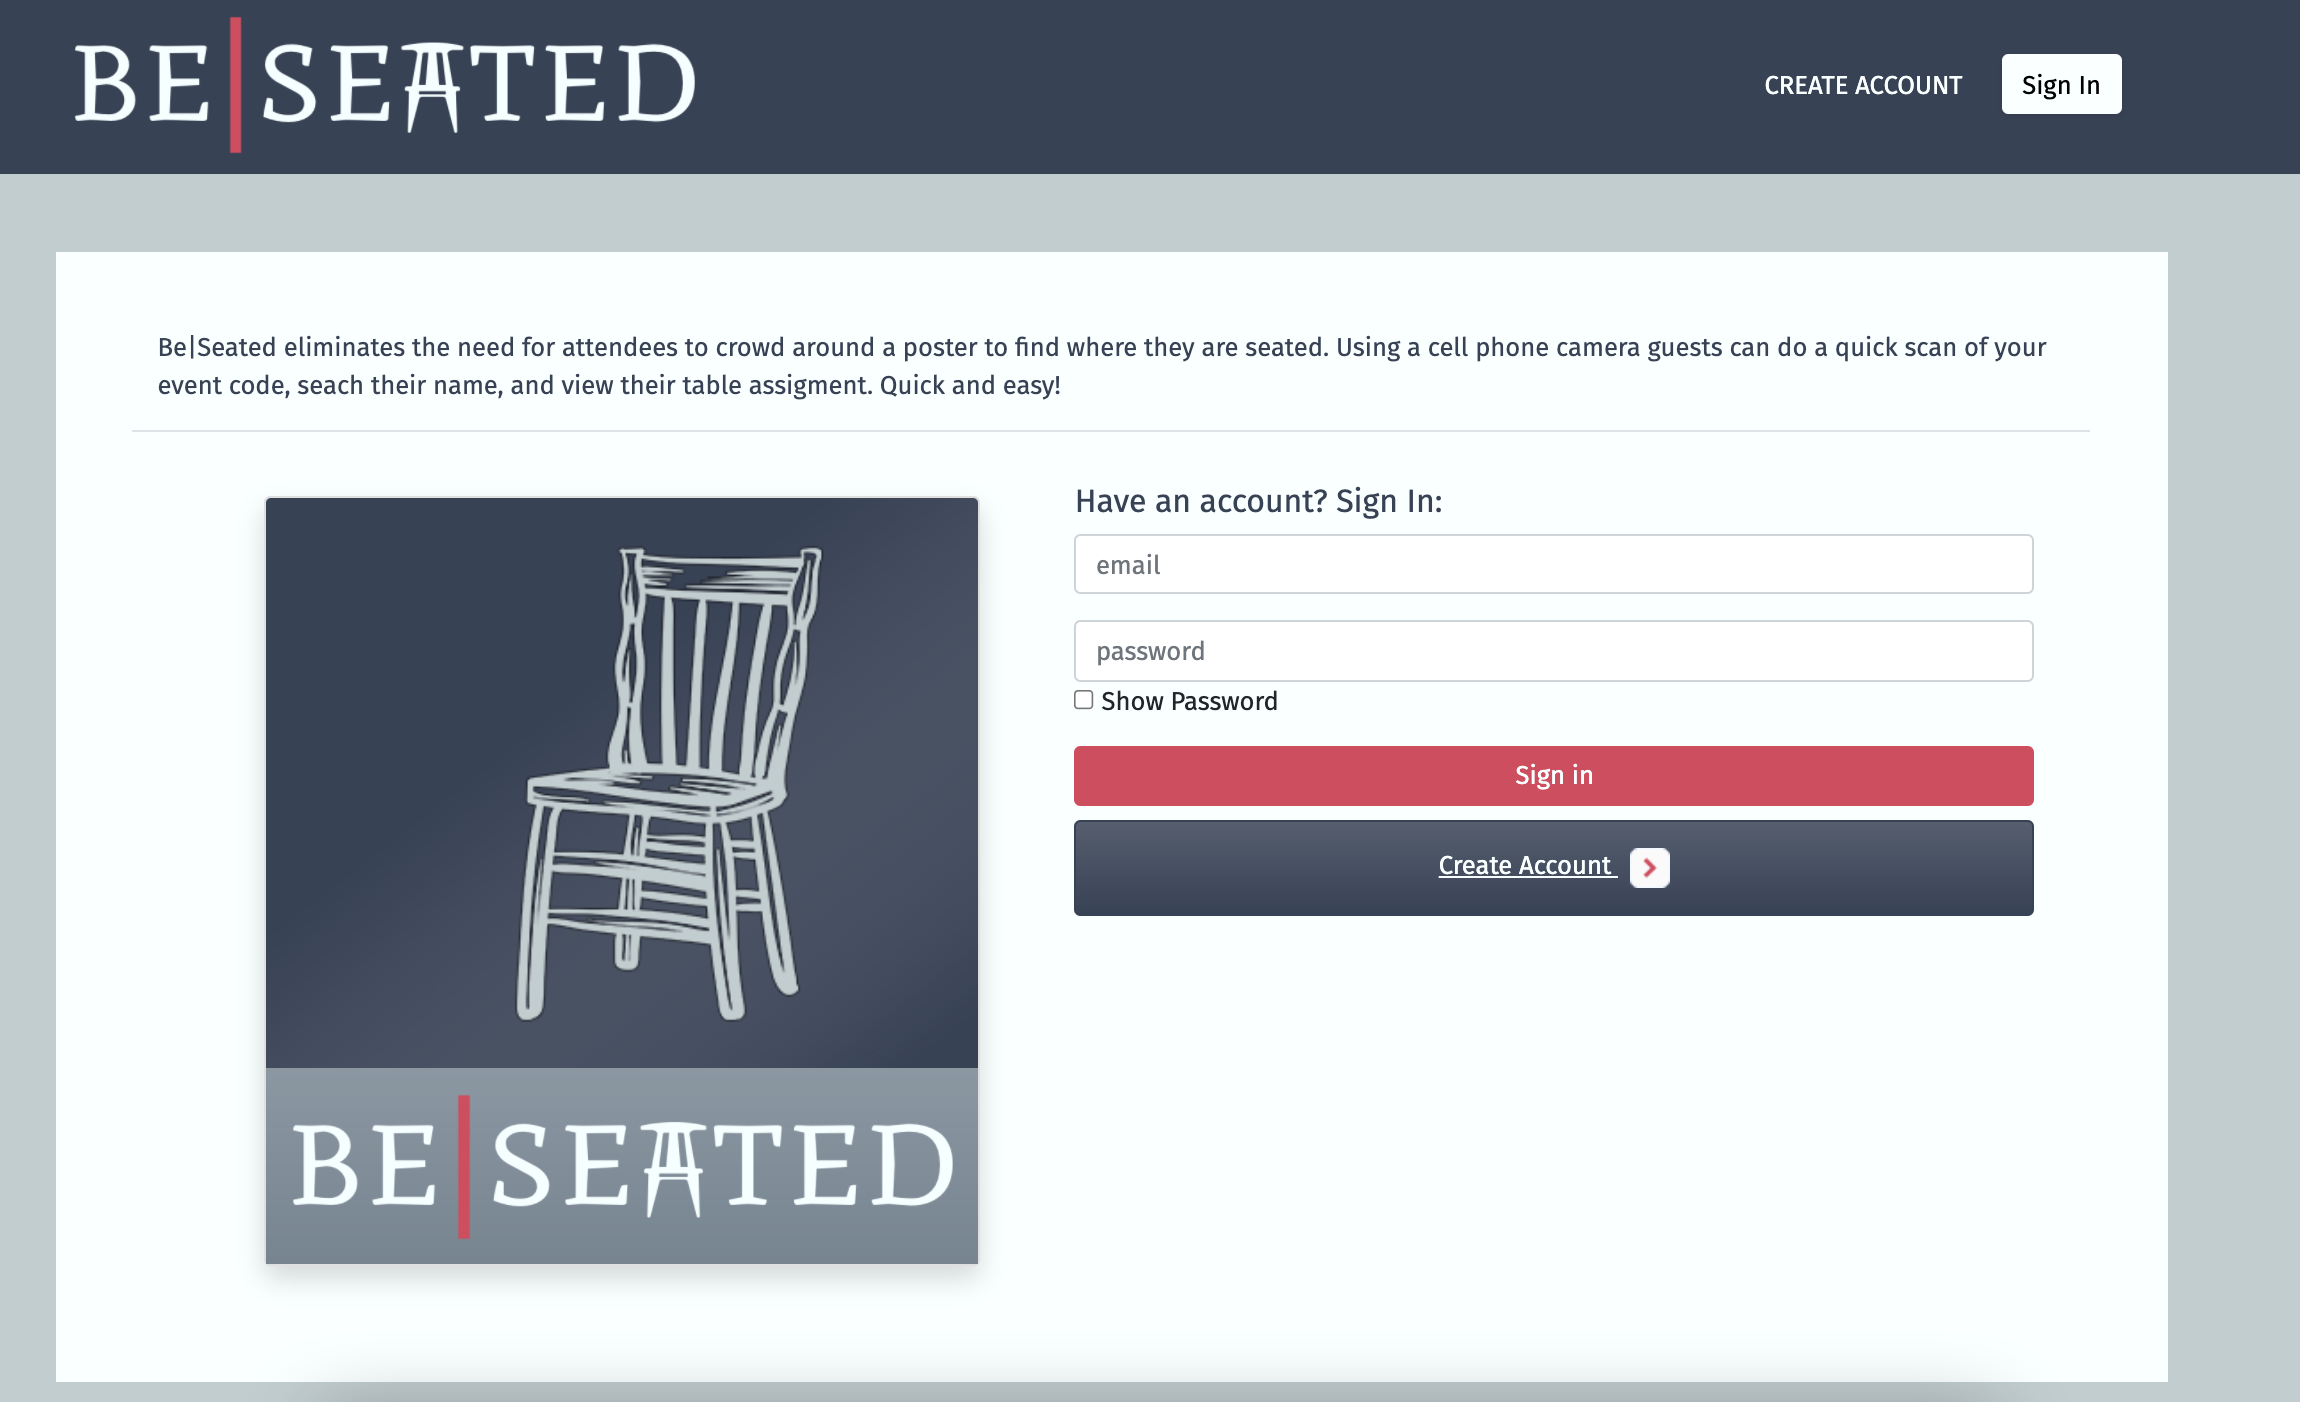 BE|SEATED
CREATE ACCOUNT
Sign In
Be|Seated eliminates the need for attendees to crowd around a poster to find where they are seated. Using a cell phone camera guests can do a quick scan of your
event code, seach their name, and view their table assigment. Quick and easy!
Have an account? Sign In:
email
password
Show Password
Sign in
Create Account
BE|SEATED